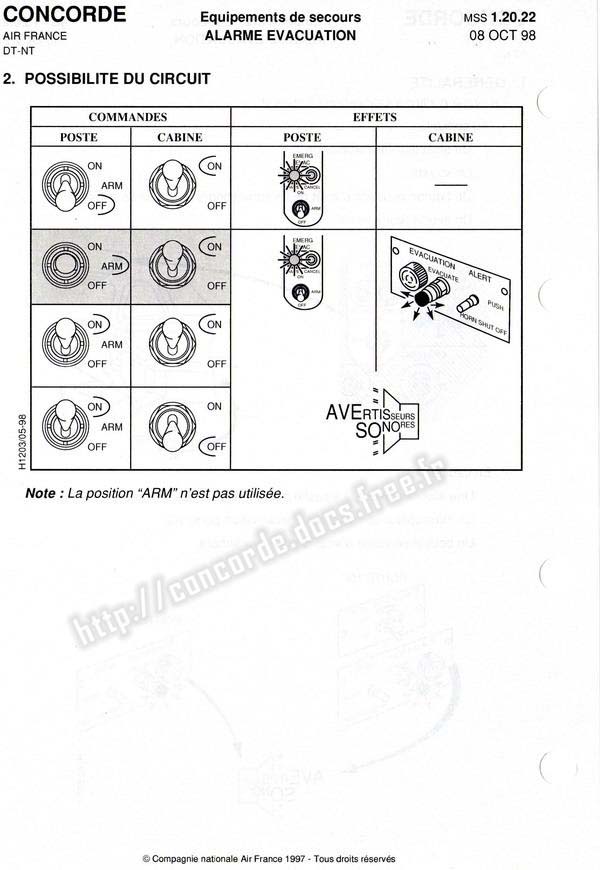 CONCORDE
AIR FRANCE
DT-NT
Equipements de secours
ALARME EVACUATION
MSS 1.20.22
08 OCT 98
2. POSSIBILITE DU CIRCUIT
COMMANDES EFFETS
POSTE CABINE POSTE CABINE
ON
ARM
OFF
ON
OFF
EMERG
EVAC
CANCEL
ON
ARM
OFF
ON
ARM
OFF
ON
OFF
EMERG
EVAC
CANCEL
ON
ARM
OFF
EVACUATION ALERT
EVACUATE
PUSH
HORN SHUT OFF
ON
ARM
OFF
ON
OFF
ON
ARM
OFF
ON
OFF
AVERTISSEURS
SONORES
H1203/05-98
Note : La position “ARM” n'est pas utilisée.
http://concorde.docs.free.fr
© Compagnie nationale Air France 1997 - Tous droits réservés